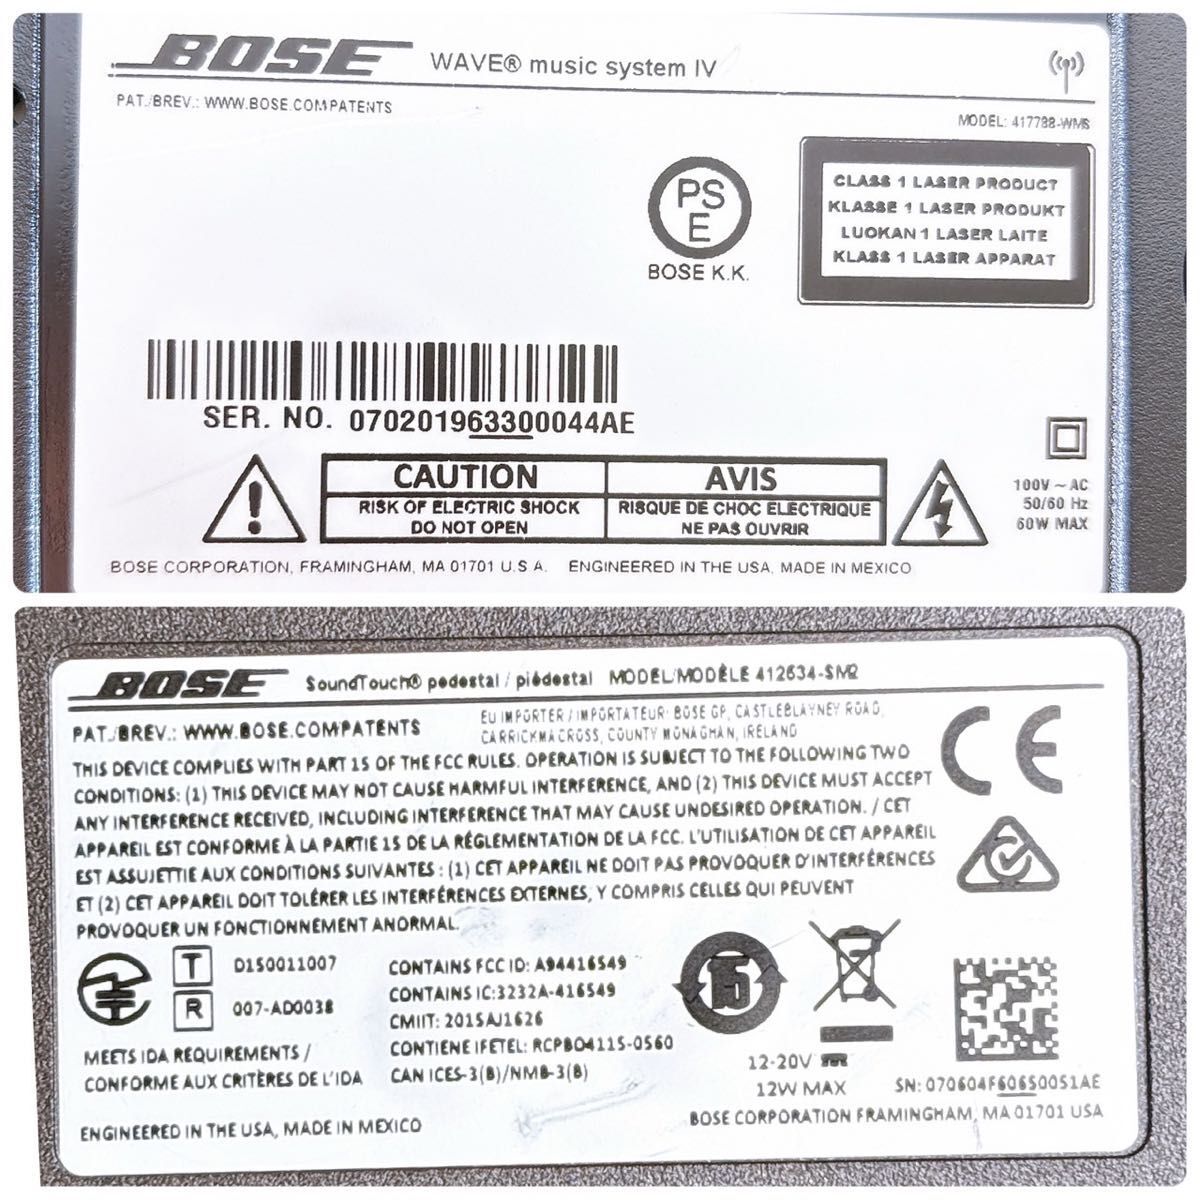 BOSE WAVE® music system IV
PAT./BREV.: WWW.BOSE.COM/PATENTS
MODEL: 417788-WMS
PS
E
BOSE K.K.
CLASS 1 LASER PRODUCT
KLASSE 1 LASER PRODUKT
LUOKAN 1 LASER LAITE
KLASS 1 LASER APPARAT
SER. NO. 070201963300044AE
CAUTION
RISK OF ELECTRIC SHOCK
DO NOT OPEN
AVIS
RISQUE DE CHOC ELECTRIQUE
NE PAS OUVRIR
100V ~ AC
50/60 Hz
60W MAX
BOSE CORPORATION, FRAMINGHAM, MA 01701 U.S.A. ENGINEERED IN THE USA, MADE IN MEXICO
BOSE SoundTouch® pedestal / piédestal MODEL/MODÈLE 412634-SM2
PAT./BREV.: WWW.BOSE.COM/PATENTS
EU IMPORTER / IMPORTATEUR: BOSE GP, CASTLEBLAYNEY ROAD,
CARRICKMACROSS, COUNTY MONAGHAN, IRELAND
THIS DEVICE COMPLIES WITH PART 15 OF THE FCC RULES. OPERATION IS SUBJECT TO THE FOLLOWING TWO
CONDITIONS: (1) THIS DEVICE MAY NOT CAUSE HARMFUL INTERFERENCE, AND (2) THIS DEVICE MUST ACCEPT
ANY INTERFERENCE RECEIVED, INCLUDING INTERFERENCE THAT MAY CAUSE UNDESIRED OPERATION. / CET
APPAREIL EST CONFORME À LA PARTIE 15 DE LA RÉGLEMENTATION DE LA FCC. L'UTILISATION DE CET APPAREIL
EST ASSUJETTIE AUX CONDITIONS SUIVANTES : (1) CET APPAREIL NE DOIT PAS PROVOQUER D'INTERFÉRENCES
ET (2) CET APPAREIL DOIT TOLÉRER LES INTERFÉRENCES EXTERNES, Y COMPRIS CELLES QUI PEUVENT
PROVOQUER UN FONCTIONNEMENT ANORMAL.
CE
T D150011007
R 007-AD0038
MEETS IDA REQUIREMENTS /
CONFORME AUX CRITÈRES DE L'IDA
CONTAINS FCC ID: A94416549
CONTAINS IC:3232A-416549
CMIIT: 2015AJ1626
CONTIENE IFETEL: RCPBO4115-0560
CAN ICES-3(B)/NMB-3(B)
15
12-20V
12W MAX
SN: 070604F60650051AE
ENGINEERED IN THE USA, MADE IN MEXICO
BOSE CORPORATION FRAMINGHAM, MA 01701 USA